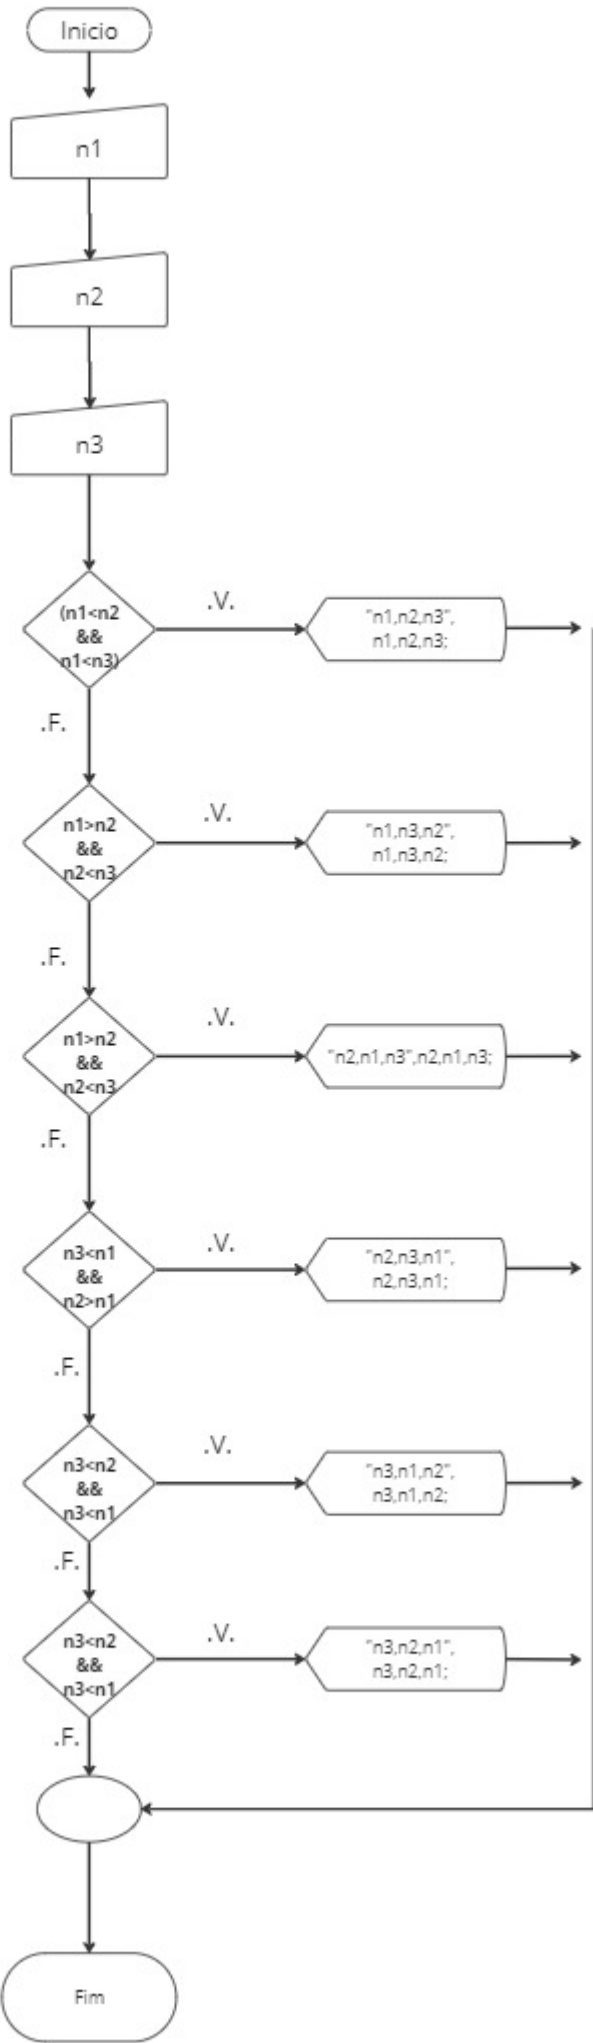 Inicio
n1
n2
n3
(n1<n2
&&
n1<n3)
.V.
"n1,n2,n3",
n1,n2,n3;
.F.
n1>n2
&&
n2<n3
.V.
"n1,n3,n2",
n1,n3,n2;
.F.
n1>n2
&&
n2<n3
.V.
"n2,n1,n3",n2,n1,n3;
.F.
n3<n1
&&
n2>n1
.V.
"n2,n3,n1",
n2,n3,n1;
.F.
n3<n2
&&
n3<n1
.V.
"n3,n1,n2",
n3,n1,n2;
.F.
n3<n2
&&
n3<n1
.V.
"n3,n2,n1",
n3,n2,n1;
.F.
Fim